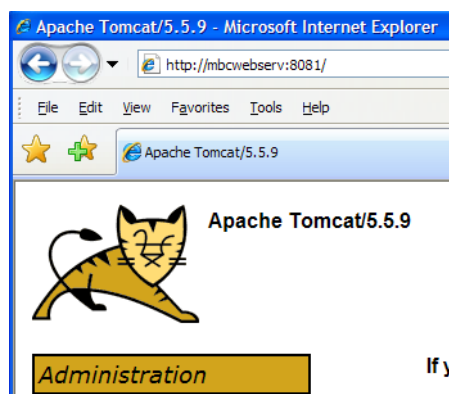 Apache Tomcat/5.5.9 - Microsoft Internet Explorer
http://mbcwebserv:8081/
File Edit View Favorites Tools Help
Apache Tomcat/5.5.9
Apache Tomcat/5.5.9
Administration
If